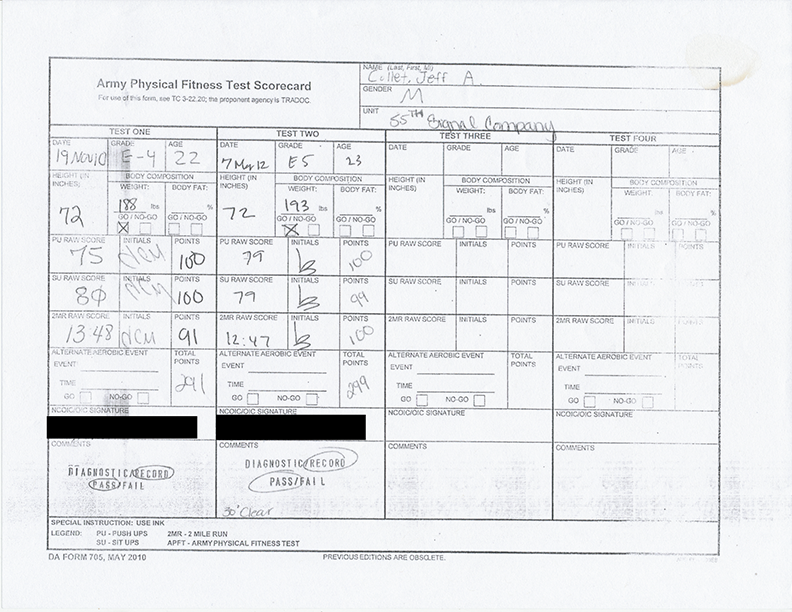 Army Physical Fitness Test Scorecard
For use of this form, see TC 3-22.20; the proponent agency is TRADOC.
NAME (Last, First, MI)
Collet, Jeff A
GENDER
M
UNIT
55TH Signal Company
TEST ONE TEST TWO TEST THREE TEST FOUR
DATE GRADE AGE DATE GRADE AGE DATE GRADE AGE DATE GRADE AGE
19 NOV 10 E-4 22 7 May 12 E5 23
HEIGHT (IN INCHES) BODY COMPOSITION HEIGHT (IN INCHES) BODY COMPOSITION HEIGHT (IN INCHES) BODY COMPOSITION HEIGHT (IN INCHES) BODY COMPOSITION
WEIGHT: BODY FAT: WEIGHT: BODY FAT: WEIGHT: BODY FAT: WEIGHT: BODY FAT:
72 188 lbs % 72 193 lbs % lbs % lbs %
GO / NO-GO GO / NO-GO GO / NO-GO GO / NO-GO GO / NO-GO GO / NO-GO GO / NO-GO GO / NO-GO
X X
PU RAW SCORE INITIALS POINTS PU RAW SCORE INITIALS POINTS PU RAW SCORE INITIALS POINTS PU RAW SCORE INITIALS POINTS
75 100 79 100
SU RAW SCORE INITIALS POINTS SU RAW SCORE INITIALS POINTS SU RAW SCORE INITIALS POINTS SU RAW SCORE INITIALS
80 100 79 99
2MR RAW SCORE INITIALS POINTS 2MR RAW SCORE INITIALS POINTS 2MR RAW SCORE INITIALS POINTS 2MR RAW SCORE INITIALS POINTS
13:48 91 12:47 100
ALTERNATE AEROBIC EVENT TOTAL POINTS ALTERNATE AEROBIC EVENT TOTAL POINTS ALTERNATE AEROBIC EVENT TOTAL POINTS ALTERNATE AEROBIC EVENT TOTAL POINTS
EVENT EVENT EVENT EVENT
291 299
TIME TIME TIME TIME
GO NO-GO GO NO-GO GO NO-GO GO NO-GO
NCOIC/OIC SIGNATURE NCOIC/OIC SIGNATURE NCOIC/OIC SIGNATURE NCOIC/OIC SIGNATURE
COMMENTS COMMENTS COMMENTS COMMENTS
DIAGNOSTIC/RECORD DIAGNOSTIC/RECORD
PASS/FAIL PASS/FAIL
30' Clear
SPECIAL INSTRUCTION: USE INK
LEGEND: PU - PUSH UPS 2MR - 2 MILE RUN
SU - SIT UPS APFT - ARMY PHYSICAL FITNESS TEST
DA FORM 705, MAY 2010 PREVIOUS EDITIONS ARE OBSOLETE.